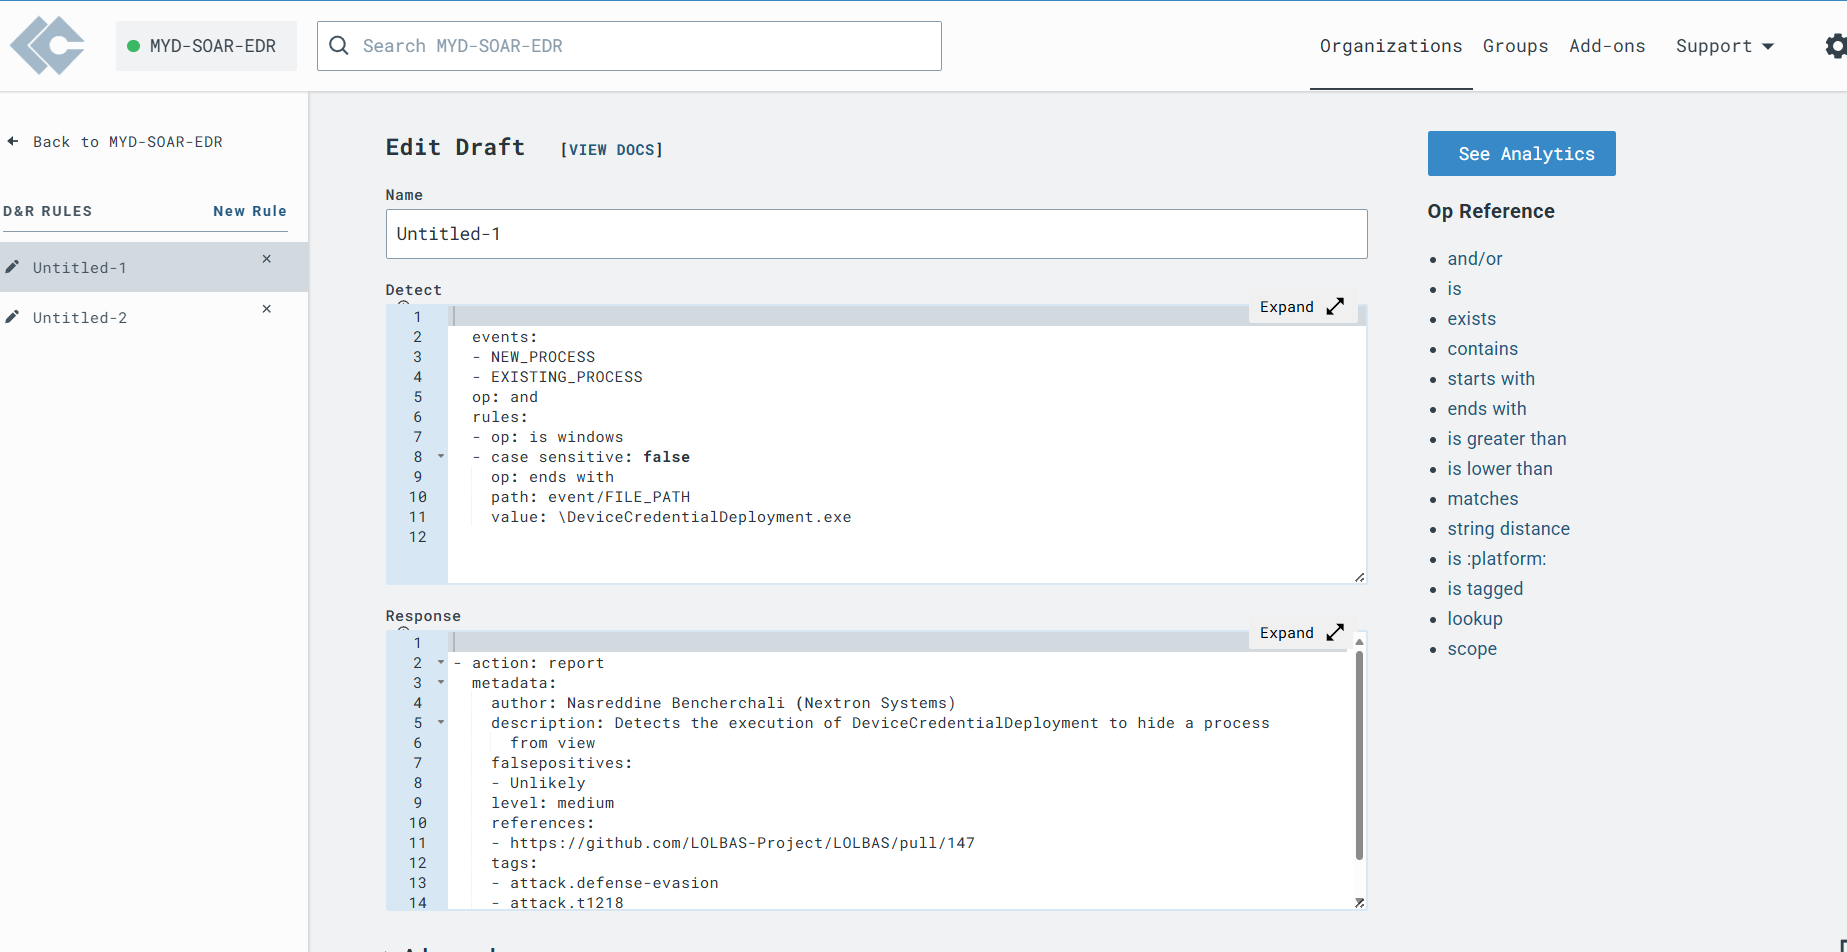 MYD-SOAR-EDR
Search MYD-SOAR-EDR
Organizations
Groups
Add-ons
Support
Back to MYD-SOAR-EDR
D&R RULES
New Rule
Untitled-1
Untitled-2
Edit Draft
[VIEW DOCS]
Name
Untitled-1
Detect
Expand
1
2 events:
3 - NEW_PROCESS
4 - EXISTING_PROCESS
5 op: and
6 rules:
7 - op: is windows
8 - case sensitive: false
9 op: ends with
10 path: event/FILE_PATH
11 value: \DeviceCredentialDeployment.exe
12
Response
Expand
1
2 - action: report
3 metadata:
4 author: Nasreddine Bencherchali (Nextron Systems)
5 description: Detects the execution of DeviceCredentialDeployment to hide a process
6 from view
7 falsepositives:
8 - Unlikely
9 level: medium
10 references:
11 - https://github.com/LOLBAS-Project/LOLBAS/pull/147
12 tags:
13 - attack.defense-evasion
14 - attack.t1218
See Analytics
Op Reference
and/or
is
exists
contains
starts with
ends with
is greater than
is lower than
matches
string distance
is :platform:
is tagged
lookup
scope